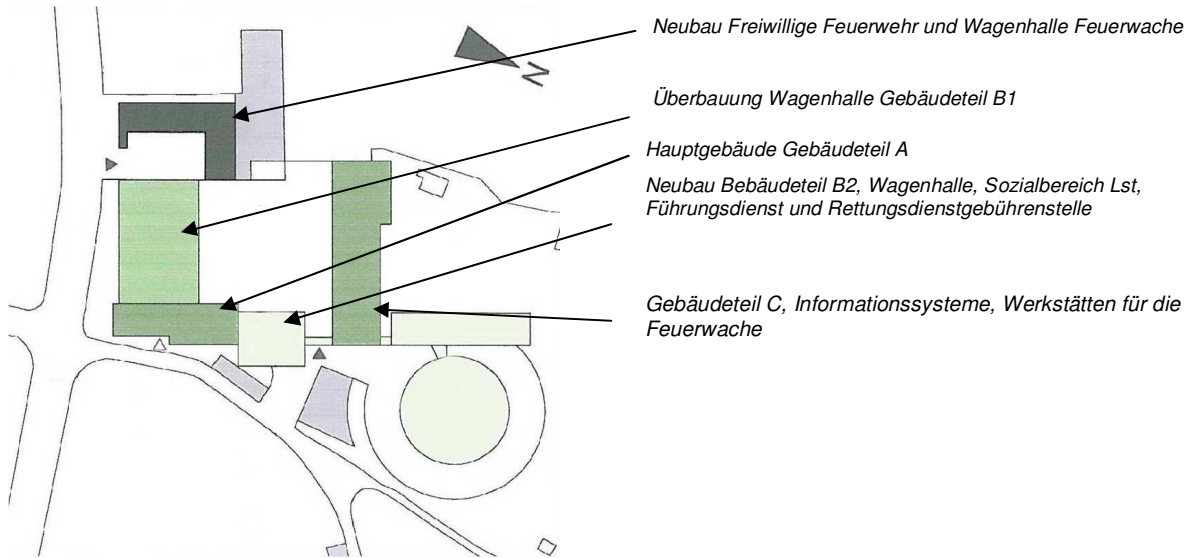 Neubau Freiwillige Feuerwehr und Wagenhalle Feuerwache
N
Überbauung Wagenhalle Gebäudeteil B1
Hauptgebäude Gebäudeteil A
Neubau Bebäudeteil B2, Wagenhalle, Sozialbereich Lst,
Führungsdienst und Rettungsdienstgebührenstelle
Gebäudeteil C, Informationssysteme, Werkstätten für die
Feuerwache